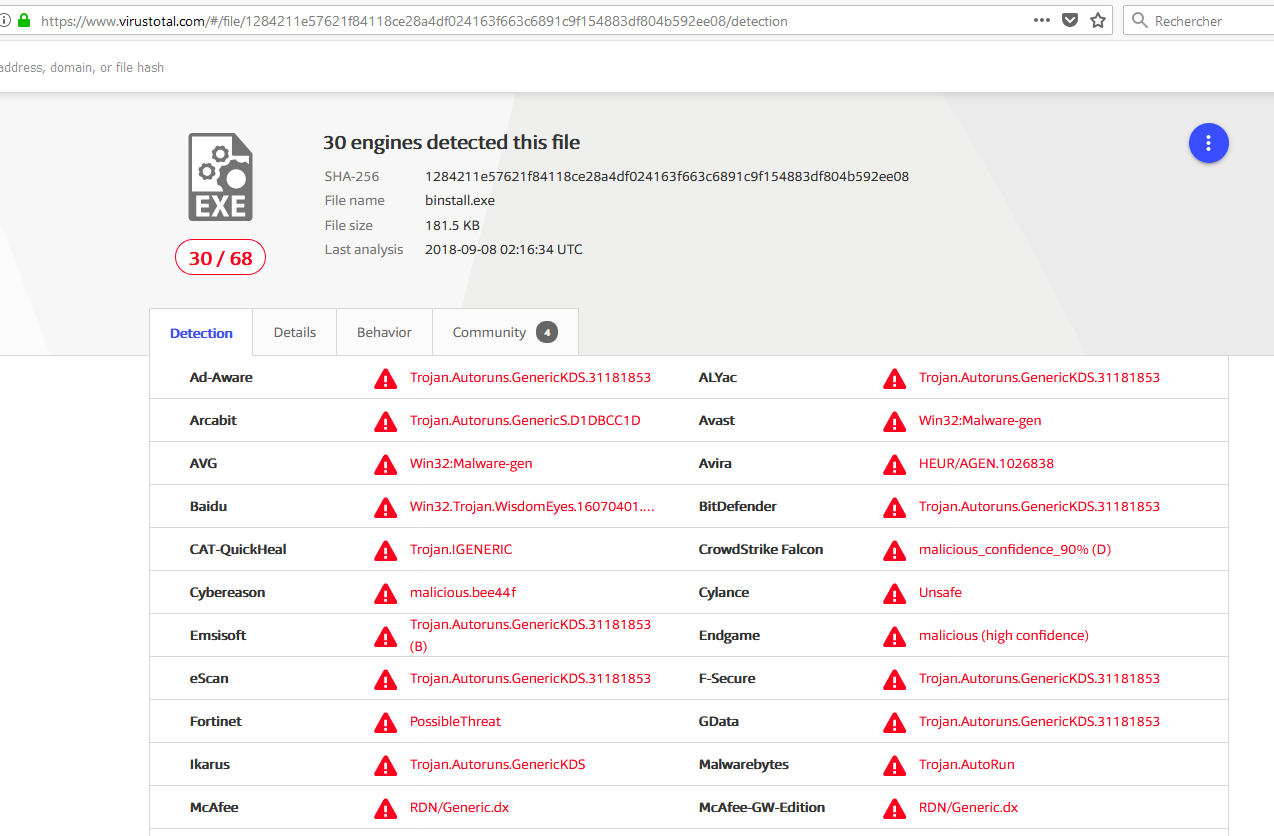 https://www.virustotal.com/#/file/1284211e57621f84118ce28a4df024163f663c6891c9f154883df804b592ee08/detection
Rechercher
address, domain, or file hash
EXE
30 / 68
30 engines detected this file
SHA-256 1284211e57621f84118ce28a4df024163f663c6891c9f154883df804b592ee08
File name binstall.exe
File size 181.5 KB
Last analysis 2018-09-08 02:16:34 UTC
Detection Details Behavior Community 4
Ad-Aware Trojan.Autoruns.GenericKDS.31181853 ALYac Trojan.Autoruns.GenericKDS.31181853
Arcabit Trojan.Autoruns.GenericS.D1DBCC1D Avast Win32:Malware-gen
AVG Win32:Malware-gen Avira HEUR/AGEN.1026838
Baidu Win32.Trojan.WisdomEyes.16070401.... BitDefender Trojan.Autoruns.GenericKDS.31181853
CAT-QuickHeal Trojan.IGENERIC CrowdStrike Falcon malicious_confidence_90% (D)
Cybereason malicious.bee44f Cylance Unsafe
Emsisoft Trojan.Autoruns.GenericKDS.31181853 (B) Endgame malicious (high confidence)
eScan Trojan.Autoruns.GenericKDS.31181853 F-Secure Trojan.Autoruns.GenericKDS.31181853
Fortinet PossibleThreat GData Trojan.Autoruns.GenericKDS.31181853
Ikarus Trojan.Autoruns.GenericKDS Malwarebytes Trojan.AutoRun
McAfee RDN/Generic.dx McAfee-GW-Edition RDN/Generic.dx